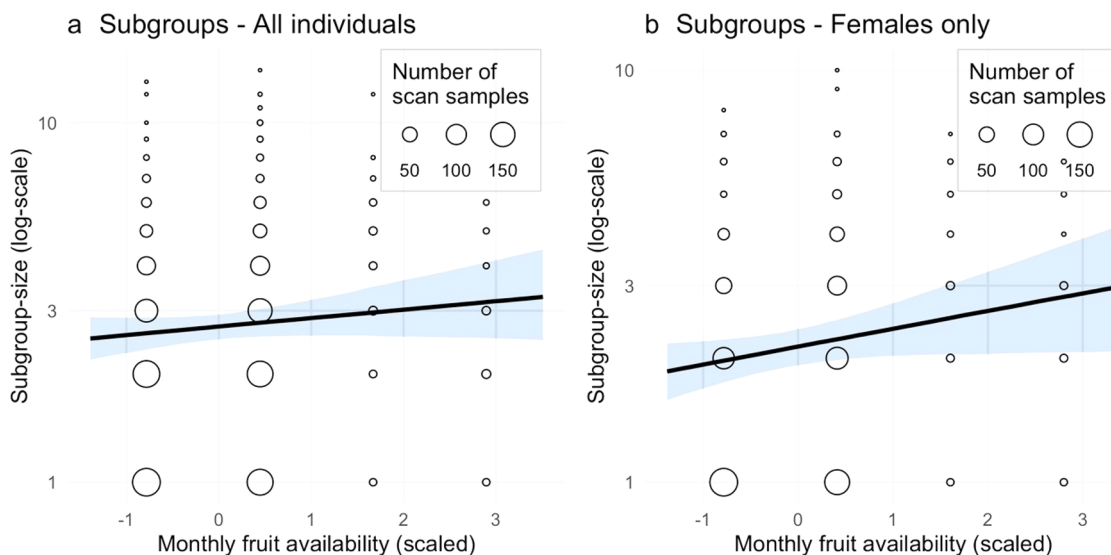 a Subgroups - All individuals
Number of
scan samples
50 100 150
Subgroup-size (log-scale)
10
3
1
-1 0 1 2 3
Monthly fruit availability (scaled)
b Subgroups - Females only
Number of
scan samples
50 100 150
Subgroup-size (log-scale)
10
3
1
-1 0 1 2 3
Monthly fruit availability (scaled)